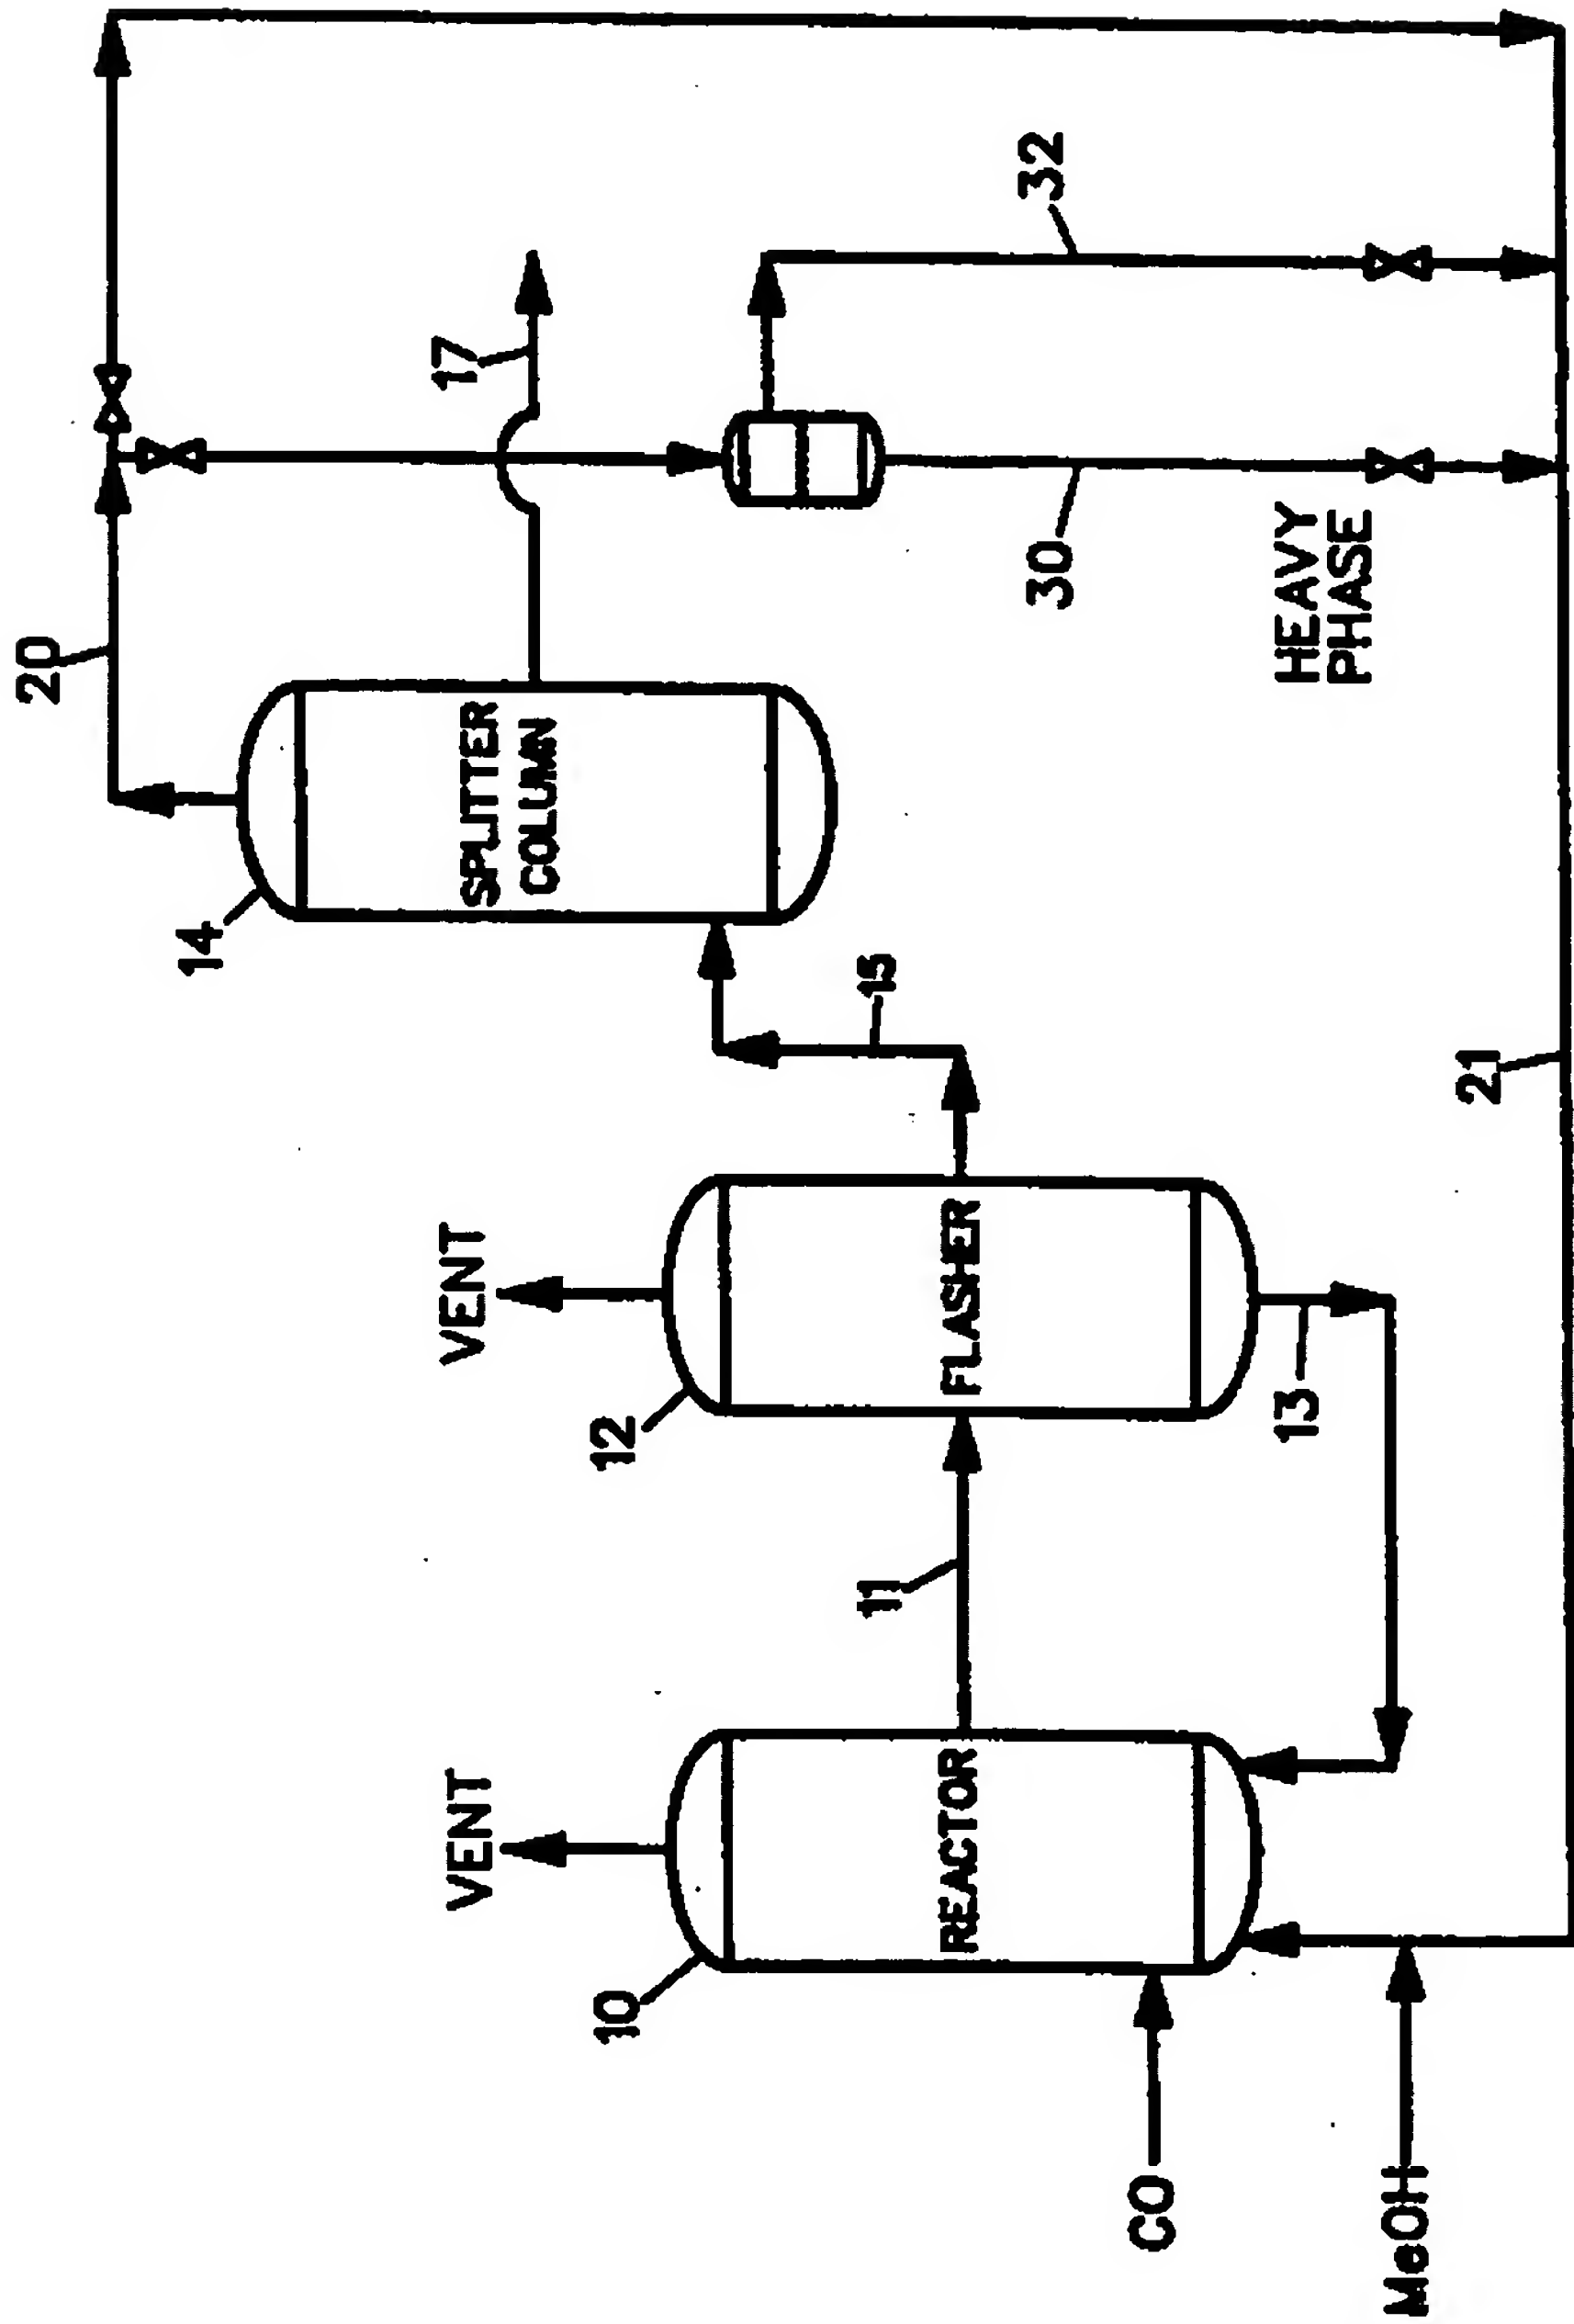 20
14
17
SPLITTER
COLUMN
32
30
HEAVY
PHASE
15
VENT
12
FLASHER
13
11
21
VENT
10
REACTOR
CO
MeOH